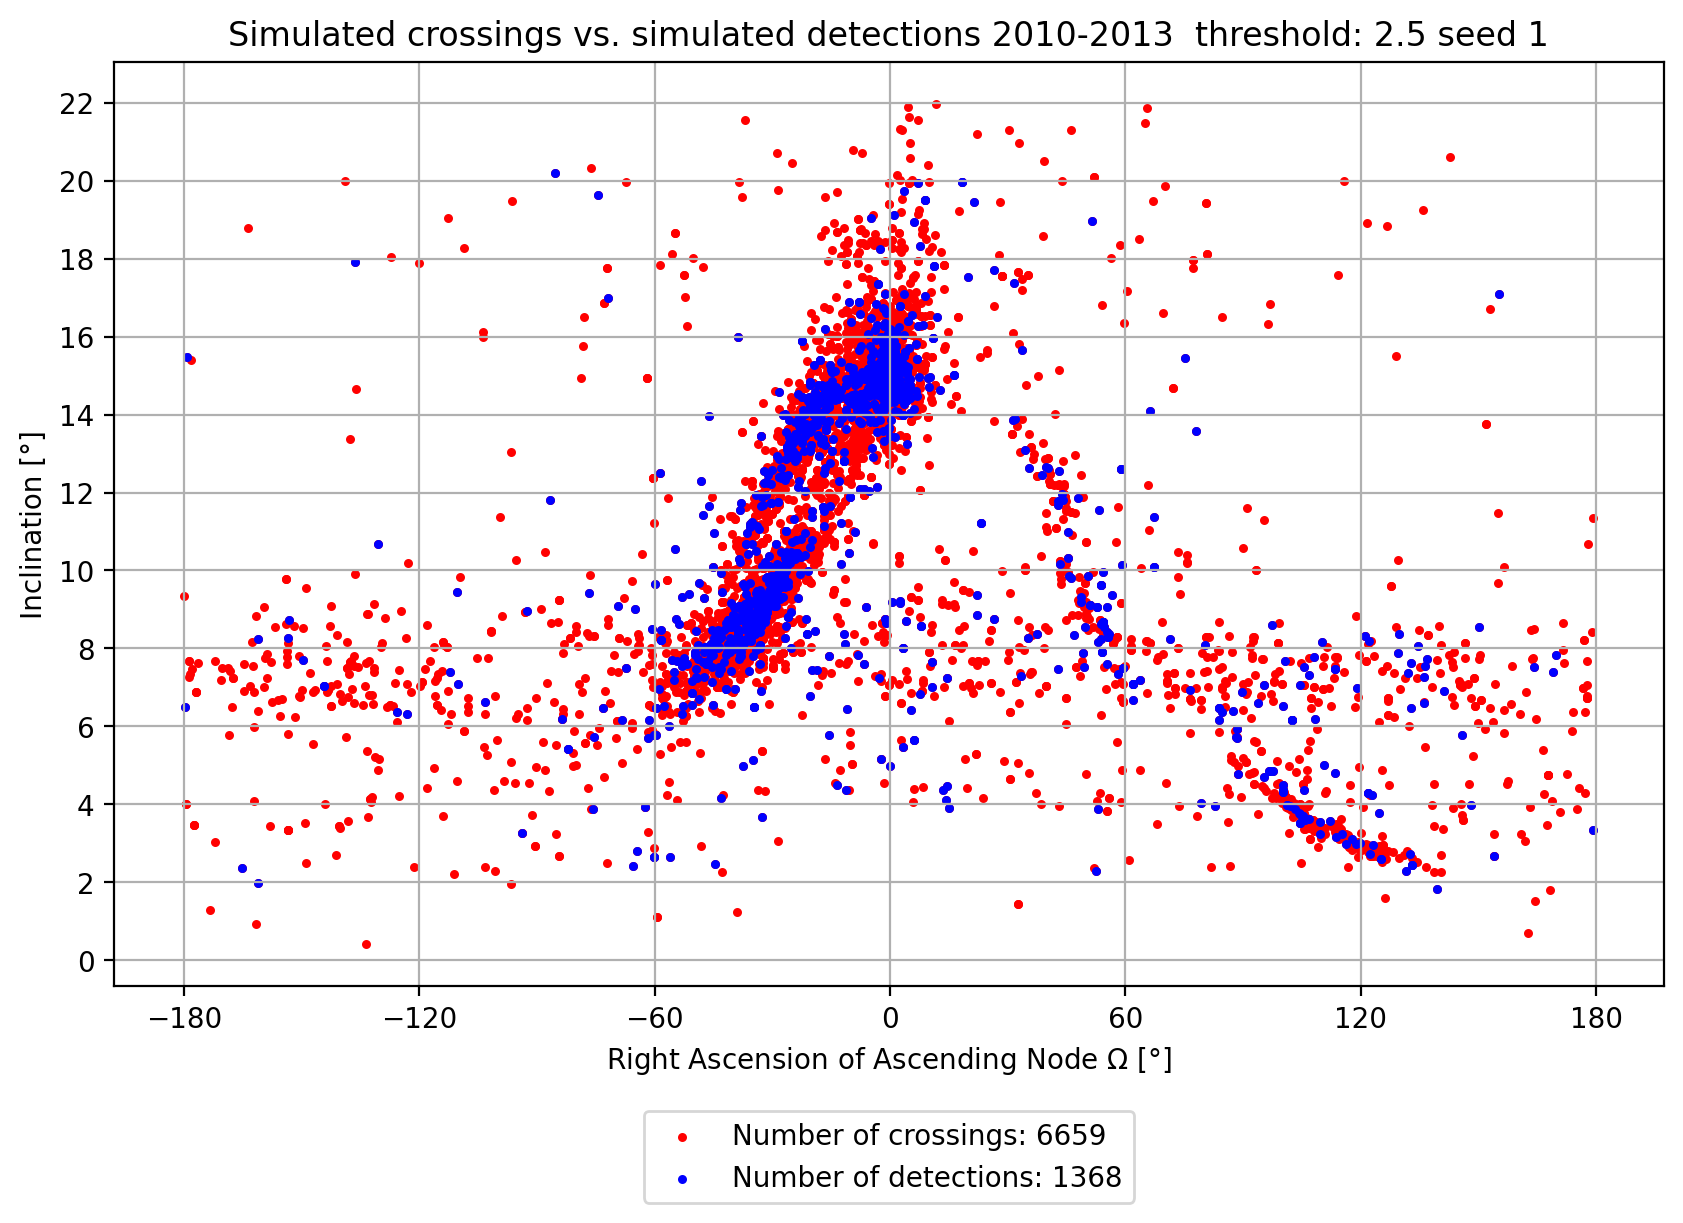 Simulated crossings vs. simulated detections 2010-2013  threshold: 2.5 seed 1
22
20
18
16
14
12
10
8
6
4
2
0
Inclination [°]
−180 −120 −60 0 60 120 180
Right Ascension of Ascending Node Ω [°]
Number of crossings: 6659
Number of detections: 1368